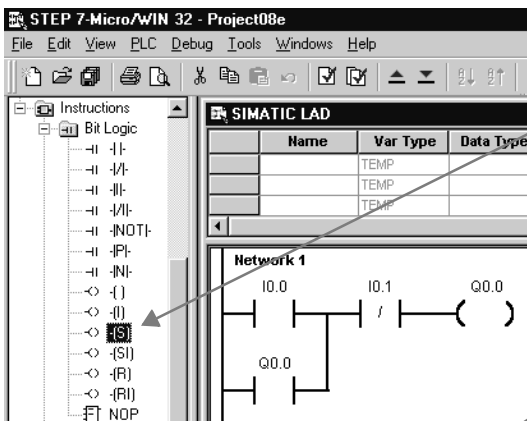 STEP 7-Micro/WIN 32 - Project08e
File Edit View PLC Debug Tools Windows Help
Instructions
Bit Logic
-| |-
-|/|-
-|I|-
-|/I|-
-|NOT|-
-|P|-
-|N|-
-( )
-(I)
-(S)
-(SI)
-(R)
-(RI)
NOP
SIMATIC LAD
Name Var Type Data Type
TEMP
TEMP
TEMP
Network 1
I0.0 I0.1 Q0.0
/
Q0.0